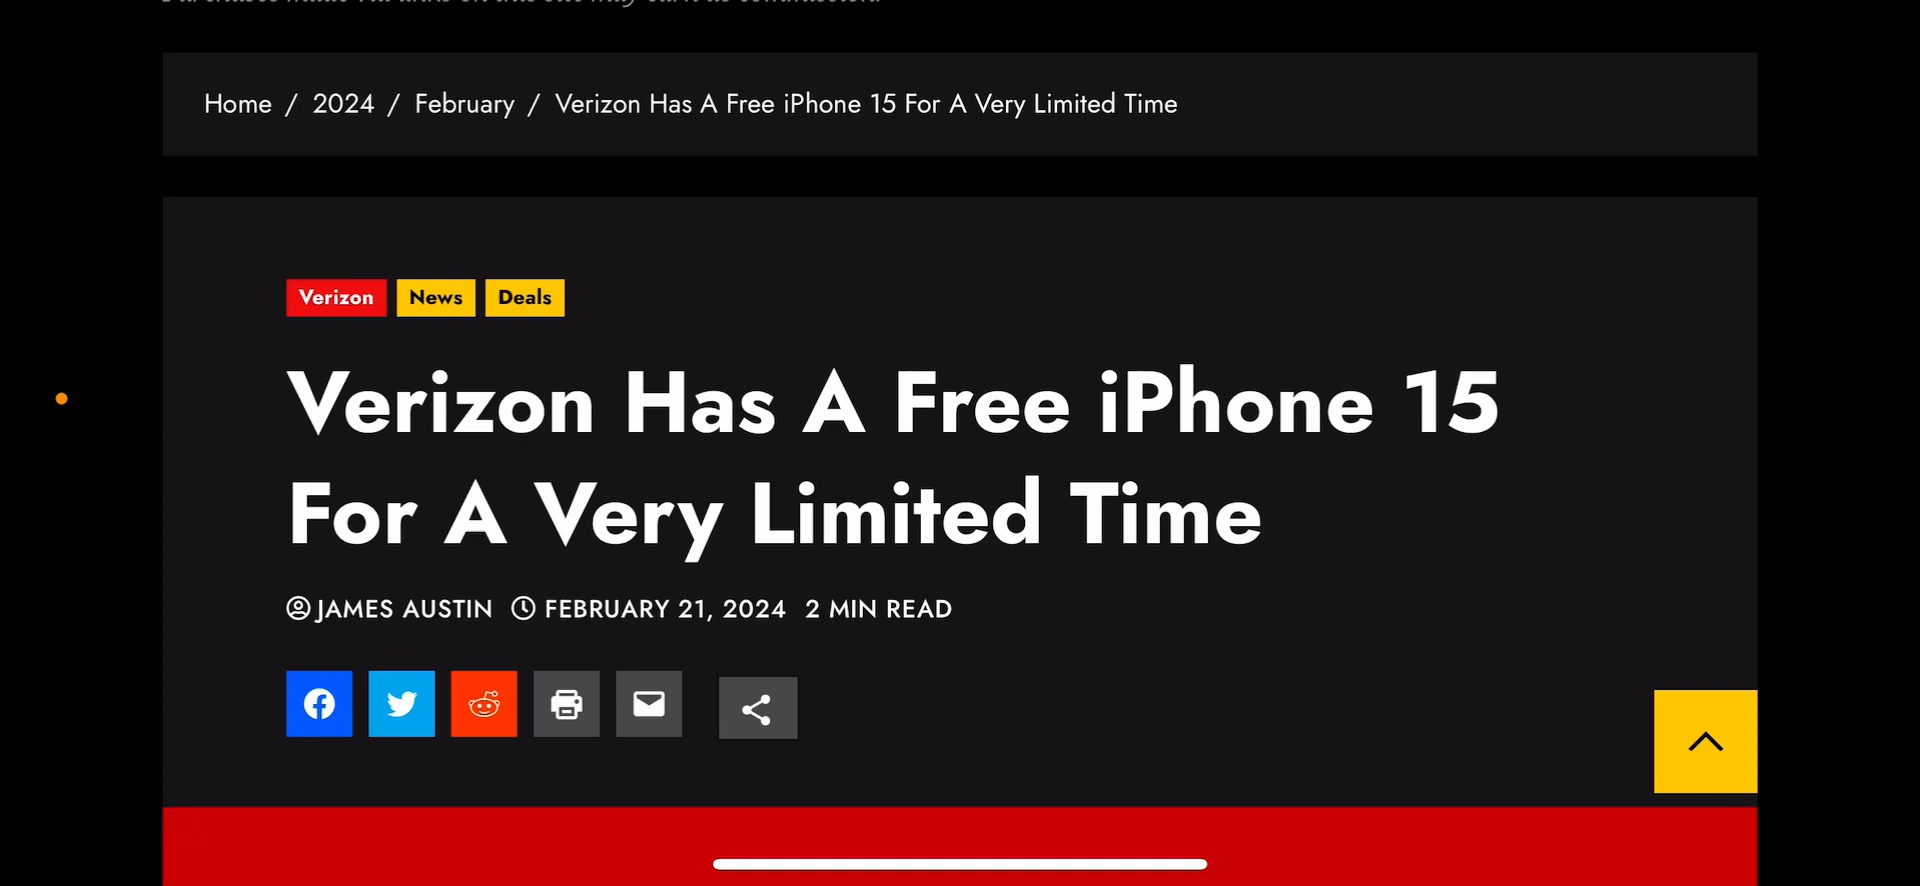 Home / 2024 / February / Verizon Has A Free iPhone 15 For A Very Limited Time
Verizon News Deals
Verizon Has A Free iPhone 15
For A Very Limited Time
JAMES AUSTIN FEBRUARY 21, 2024 2 MIN READ